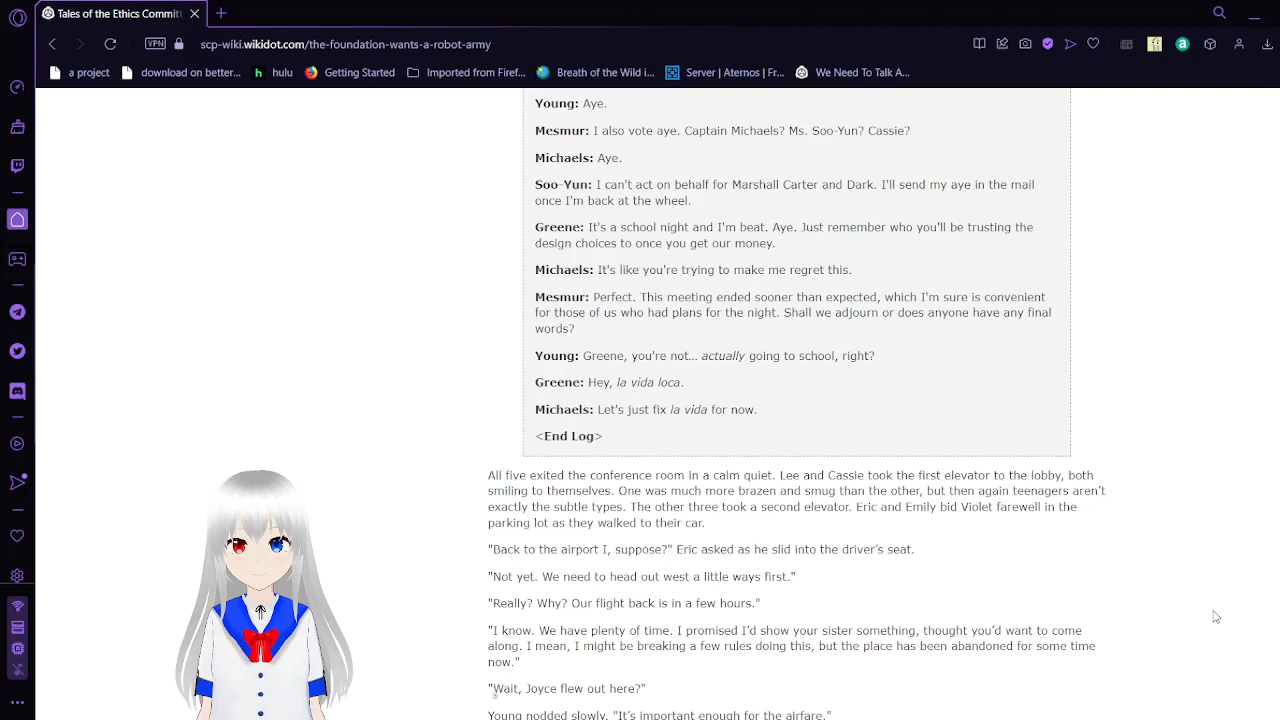 Tales of the Ethics Committ
scp-wiki.wikidot.com/the-foundation-wants-a-robot-army
VPN
a project
download on better...
hulu
Getting Started
Imported from Firef...
Breath of the Wild i...
Server | Aternos | Fr...
We Need To Talk A...
Young: Aye.
Mesmur: I also vote aye. Captain Michaels? Ms. Soo-Yun? Cassie?
Michaels: Aye.
Soo-Yun: I can't act on behalf for Marshall Carter and Dark. I'll send my aye in the mail
once I'm back at the wheel.
Greene: It's a school night and I'm beat. Aye. Just remember who you'll be trusting the
design choices to once you get our money.
Michaels: It's like you're trying to make me regret this.
Mesmur: Perfect. This meeting ended sooner than expected, which I'm sure is convenient
for those of us who had plans for the night. Shall we adjourn or does anyone have any final
words?
Young: Greene, you're not… actually going to school, right?
Greene: Hey, la vida loca.
Michaels: Let's just fix la vida for now.
<End Log>
All five exited the conference room in a calm quiet. Lee and Cassie took the first elevator to the lobby, both
smiling to themselves. One was much more brazen and smug than the other, but then again teenagers aren’t
exactly the subtle types. The other three took a second elevator. Eric and Emily bid Violet farewell in the
parking lot as they walked to their car.
"Back to the airport I, suppose?" Eric asked as he slid into the driver’s seat.
"Not yet. We need to head out west a little ways first."
"Really? Why? Our flight back is in a few hours."
"I know. We have plenty of time. I promised I’d show your sister something, thought you’d want to come
along. I mean, I might be breaking a few rules doing this, but the place has been abandoned for some time
now."
"Wait, Joyce flew out here?"
Young nodded slowly. "It’s important enough for the airfare."